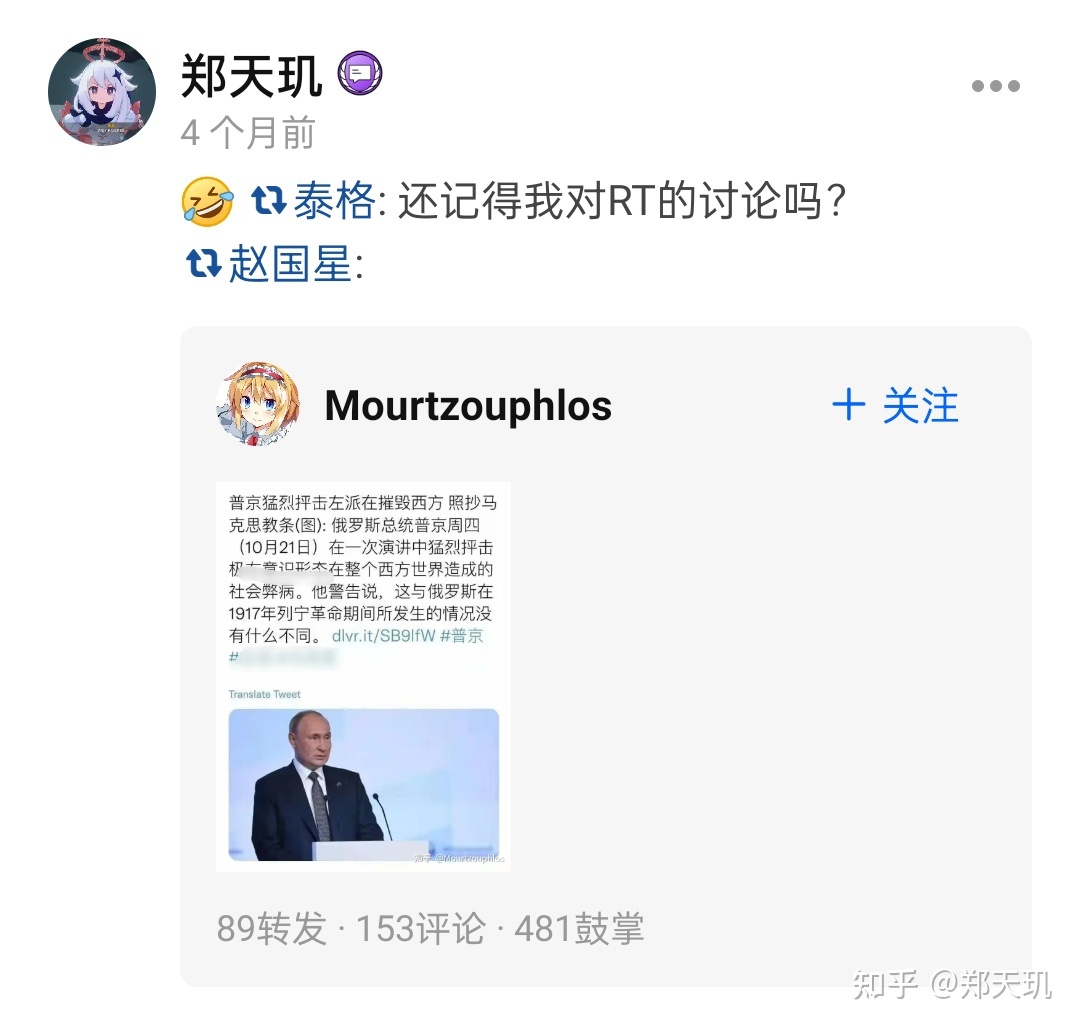 郑天玑
4 个月前
🤣 泰格: 还记得我对RT的讨论吗？
赵国星:
Mourtzouphlos
+ 关注
普京猛烈抨击左派在摧毁西方 照抄马
克思教条(图): 俄罗斯总统普京周四
（10月21日）在一次演讲中猛烈抨击
极左意识形态在整个西方世界造成的
社会弊病。他警告说，这与俄罗斯在
1917年列宁革命期间所发生的情况没
有什么不同。 dlvr.it/SB9lfW #普京
#
Translate Tweet
知乎 @Mourtzouphlos
89转发 · 153评论 · 481鼓掌
知乎 @郑天玑